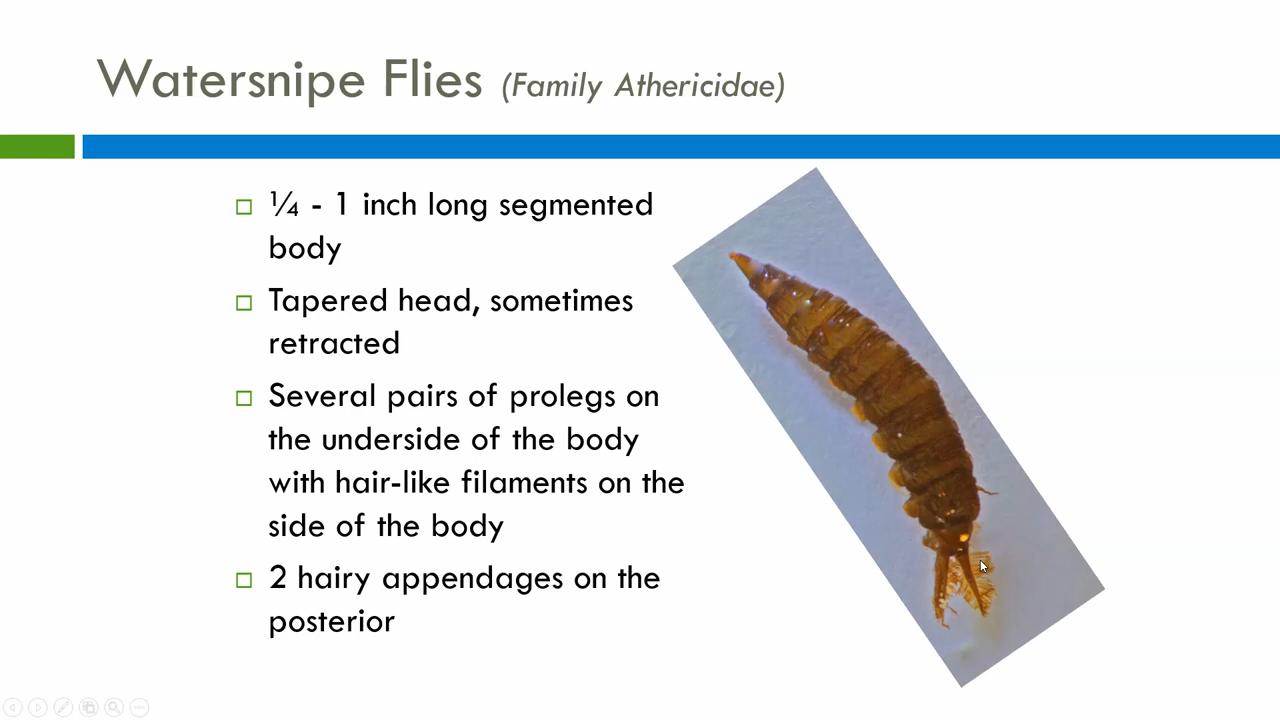 Watersnipe Flies (Family Athericidae)
¼ - 1 inch long segmented
body
Tapered head, sometimes
retracted
Several pairs of prolegs on
the underside of the body
with hair-like filaments on the
side of the body
2 hairy appendages on the
posterior